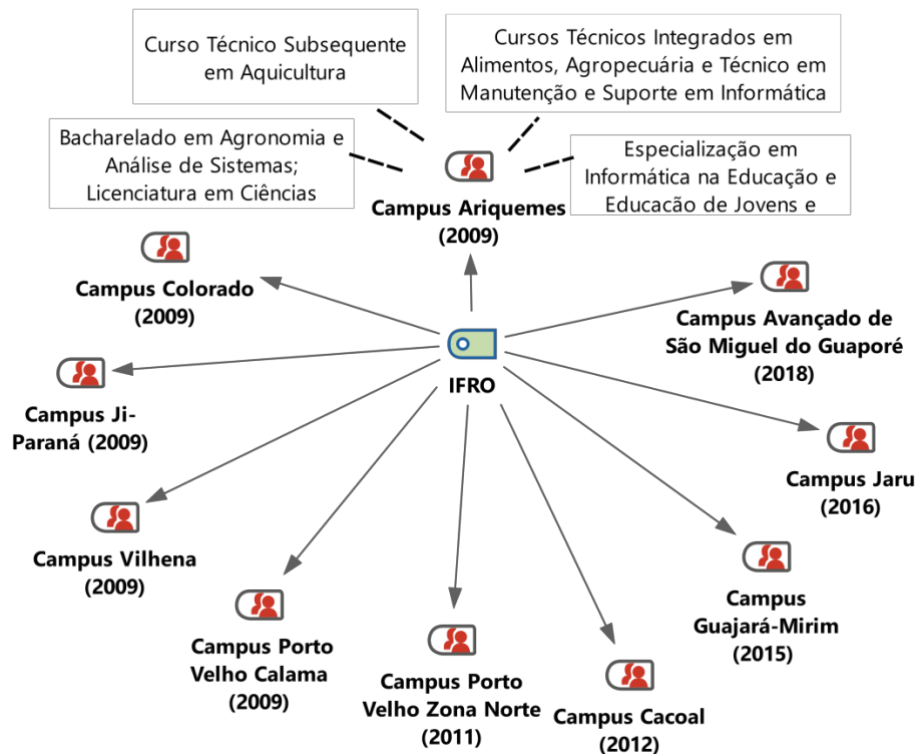 Curso Técnico Subsequente
em Aquicultura
Cursos Técnicos Integrados em
Alimentos, Agropecuária e Técnico em
Manutenção e Suporte em Informática
Bacharelado em Agronomia e
Análise de Sistemas;
Licenciatura em Ciências
Especialização em
Informática na Educação e
Educação de Jovens e
Campus Ariquemes
(2009)
Campus Colorado
(2009)
Campus Avançado de
São Miguel do Guaporé
(2018)
IFRO
Campus Ji-
Paraná (2009)
Campus Jaru
(2016)
Campus Vilhena
(2009)
Campus
Guajará-Mirim
(2015)
Campus Porto
Velho Calama
(2009)
Campus Porto
Velho Zona Norte
(2011)
Campus Cacoal
(2012)